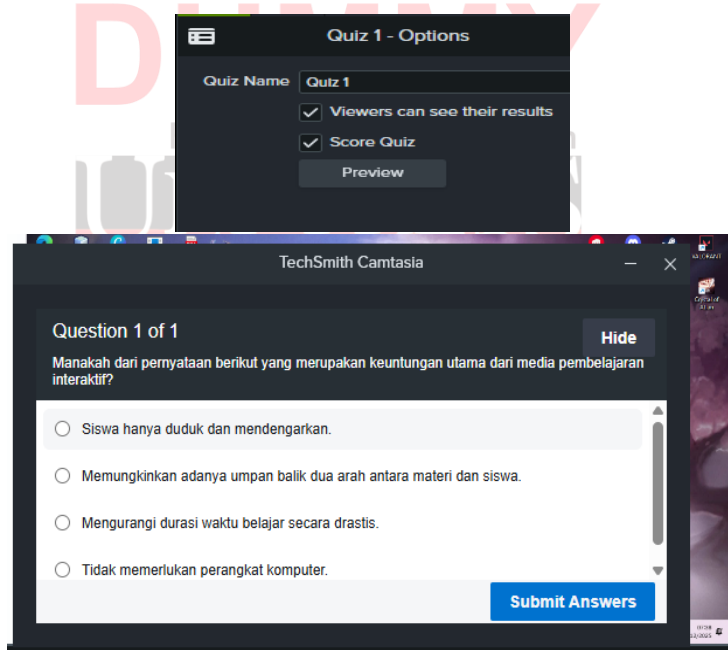 DUMMY
Quiz 1 - Options
Quiz Name Quiz 1
Viewers can see their results
Score Quiz
Preview
TechSmith Camtasia
VALORANT
Question 1 of 1
Hide
Manakah dari pernyataan berikut yang merupakan keuntungan utama dari media pembelajaran
interaktif?
Siswa hanya duduk dan mendengarkan.
Memungkinkan adanya umpan balik dua arah antara materi dan siswa.
Mengurangi durasi waktu belajar secara drastis.
Tidak memerlukan perangkat komputer.
Submit Answers